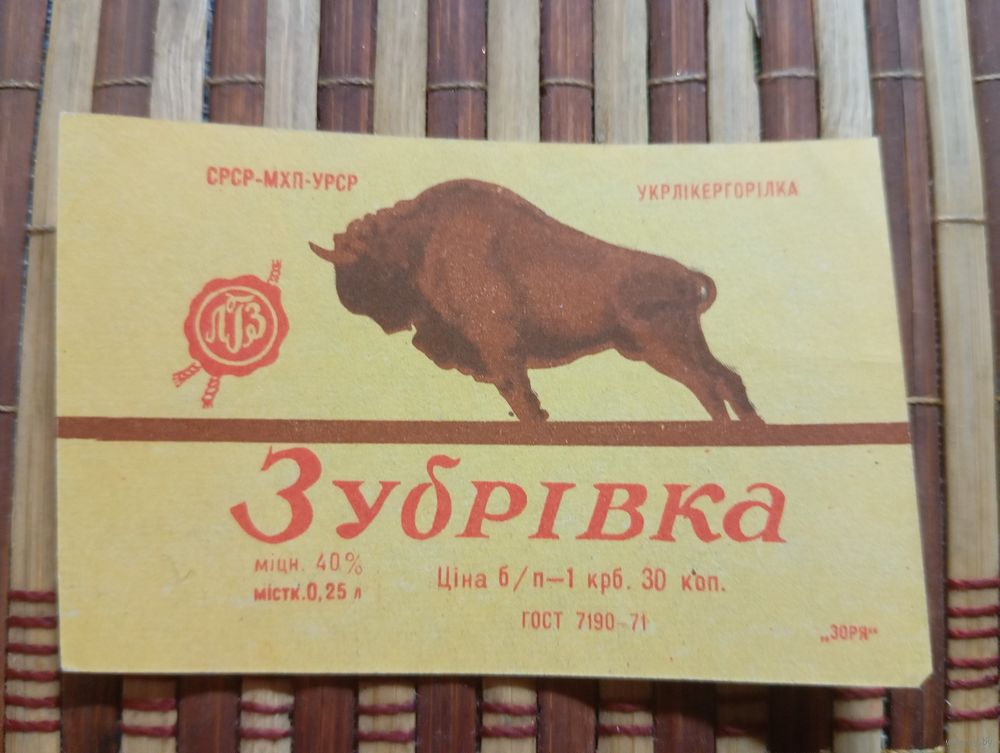 СРСР-МХП-УРСР
УКРЛІКЕРГОРІЛКА
ЛГЗ
Зубрівка
міцн. 40%
містк. 0,25 л
Ціна б/п—1 крб. 30 коп.
ГОСТ 7190-71
„ЗОРЯ“